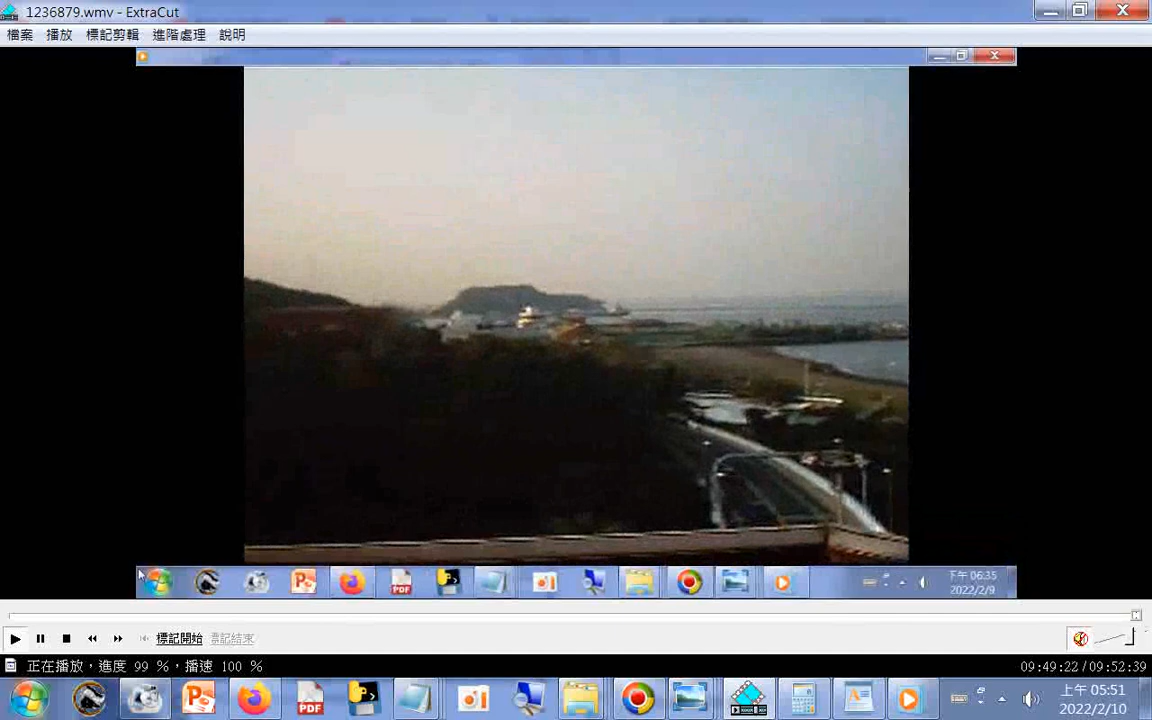 1236879.wmv - ExtraCut
檔案 播放 標記剪輯 進階處理 說明
下午 06:35
2022/2/9
標記開始 標記結束
正在播放，進度 99 %，播速 100 %
09:49:22 / 09:52:39
PDF
上午 05:51
2022/2/10